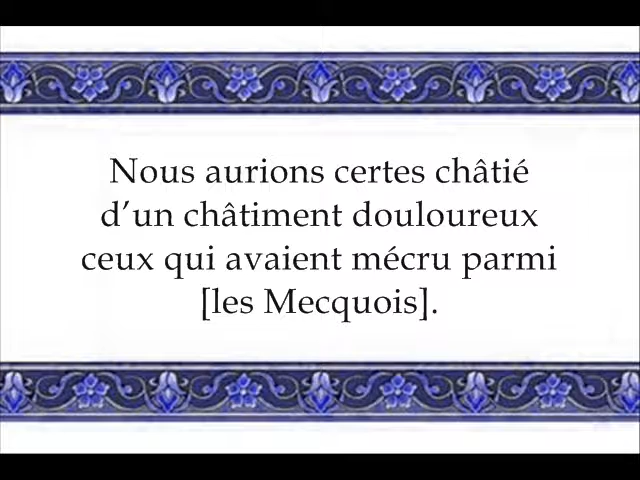 Nous aurions certes châtié
d’un châtiment douloureux
ceux qui avaient mécru parmi
[les Mecquois].